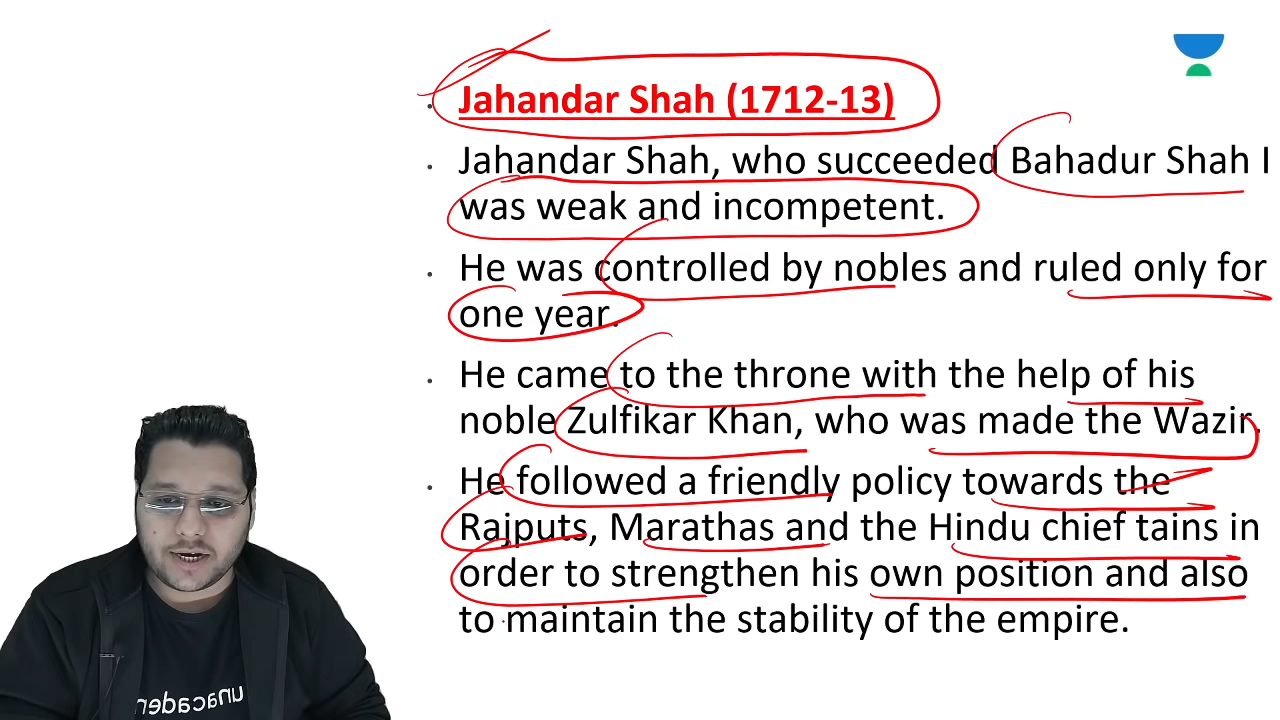 Jahandar Shah (1712-13)
Jahandar Shah, who succeeded Bahadur Shah I
was weak and incompetent.
He was controlled by nobles and ruled only for
one year.
He came to the throne with the help of his
noble Zulfikar Khan, who was made the Wazir.
He followed a friendly policy towards the
Rajputs, Marathas and the Hindu chief tains in
order to strengthen his own position and also
to maintain the stability of the empire.
unacadem